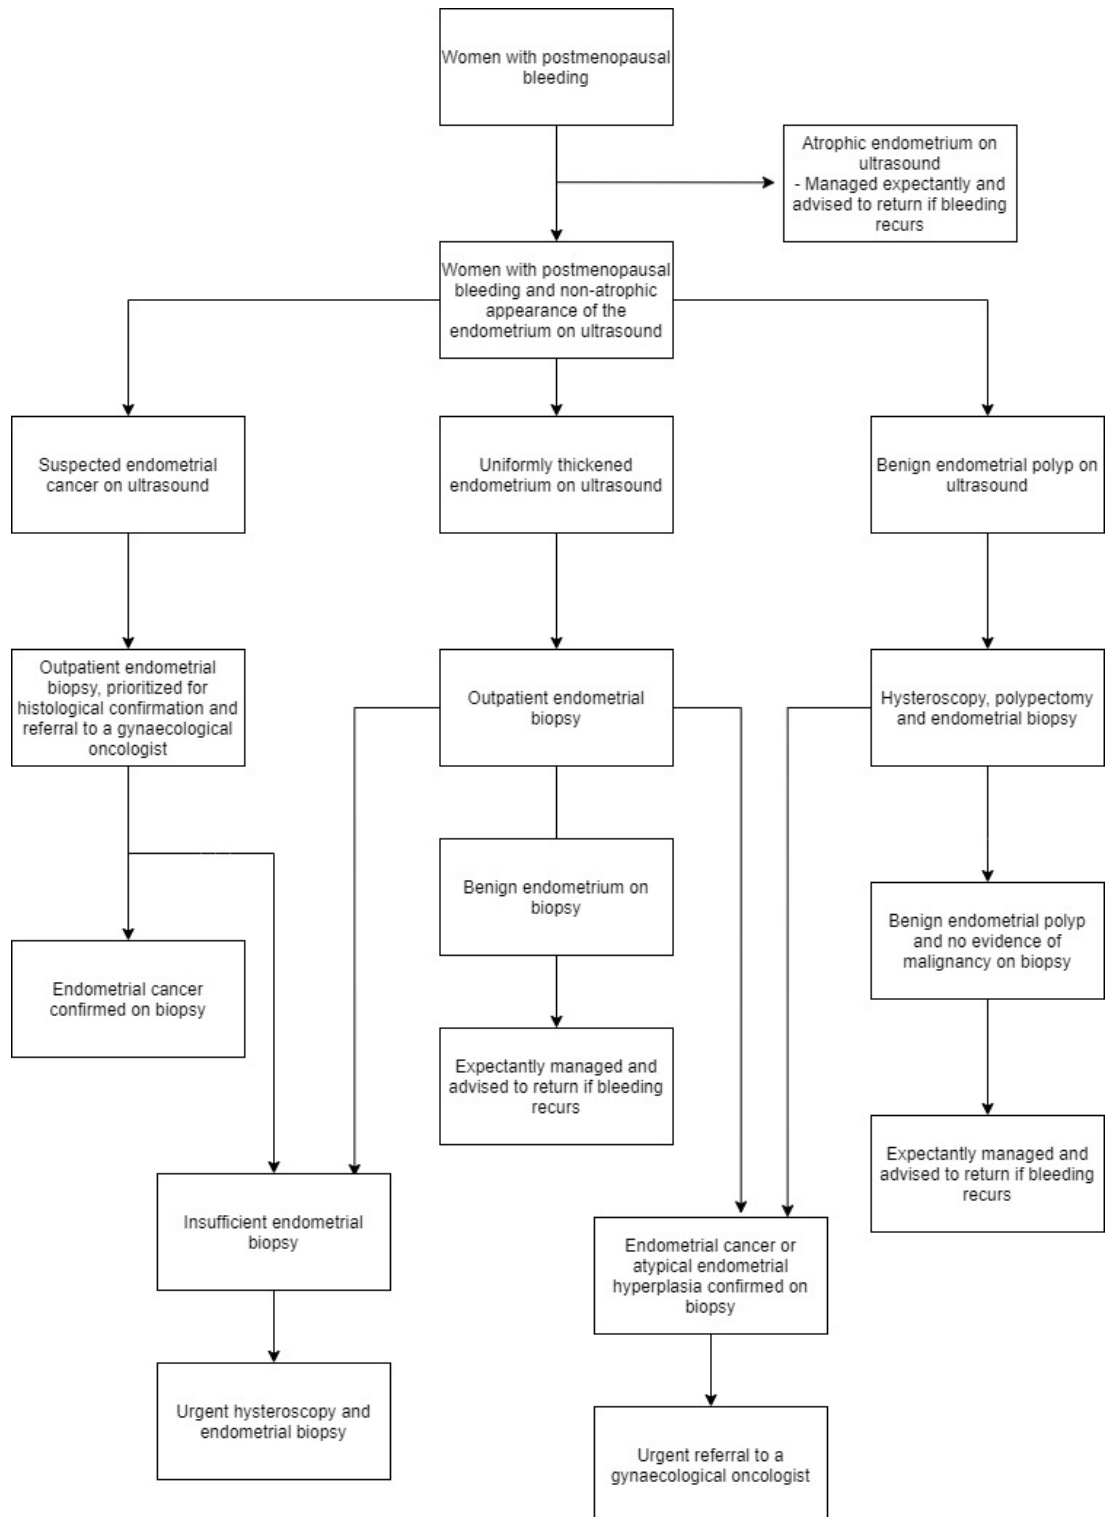 Women with postmenopausal
bleeding
Atrophic endometrium on
ultrasound
- Managed expectantly and
advised to return if bleeding
recurs
Women with postmenopausal
bleeding and non-atrophic
appearance of the
endometrium on ultrasound
Suspected endometrial
cancer on ultrasound
Uniformly thickened
endometrium on ultrasound
Benign endometrial polyp on
ultrasound
Outpatient endometrial
biopsy, prioritized for
histological confirmation and
referral to a gynaecological
oncologist
Outpatient endometrial
biopsy
Hysteroscopy, polypectomy
and endometrial biopsy
Benign endometrium on
biopsy
Benign endometrial polyp
and no evidence of
malignancy on biopsy
Endometrial cancer
confirmed on biopsy
Expectantly managed and
advised to return if bleeding
recurs
Expectantly managed and
advised to return if bleeding
recurs
Insufficient endometrial
biopsy
Endometrial cancer or
atypical endometrial
hyperplasia confirmed on
biopsy
Urgent hysteroscopy and
endometrial biopsy
Urgent referral to a
gynaecological oncologist